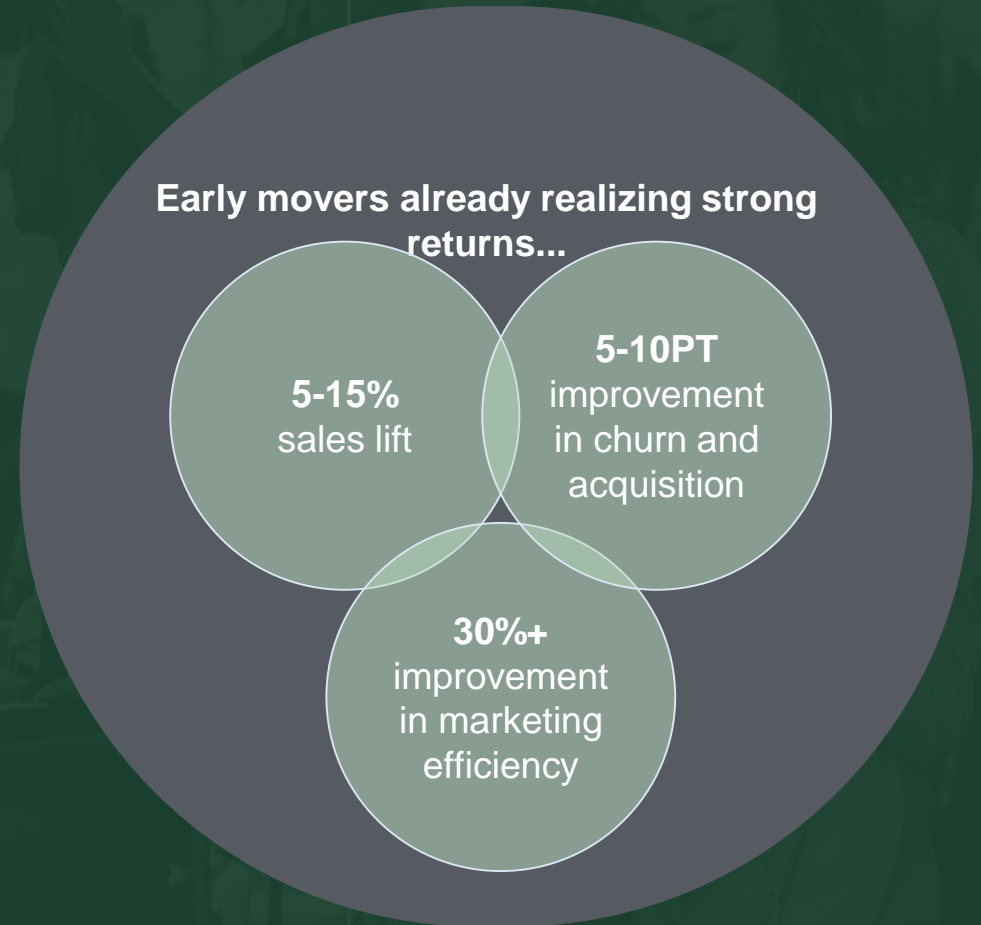 Early movers already realizing strong
returns...
5-15%
sales lift
5-10PT
improvement
in churn and
acquisition
30%+
improvement
in marketing
efficiency